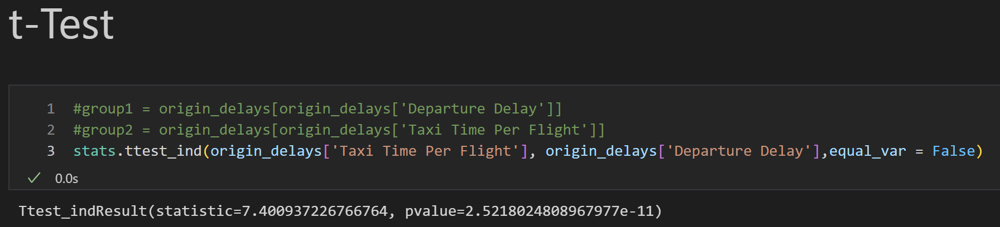 t-Test
1 #group1 = origin_delays[origin_delays['Departure Delay']]
2 #group2 = origin_delays[origin_delays['Taxi Time Per Flight']]
3 stats.ttest_ind(origin_delays['Taxi Time Per Flight'], origin_delays['Departure Delay'],equal_var = False)
0.0s
Ttest_indResult(statistic=7.400937226766764, pvalue=2.5218024808967977e-11)